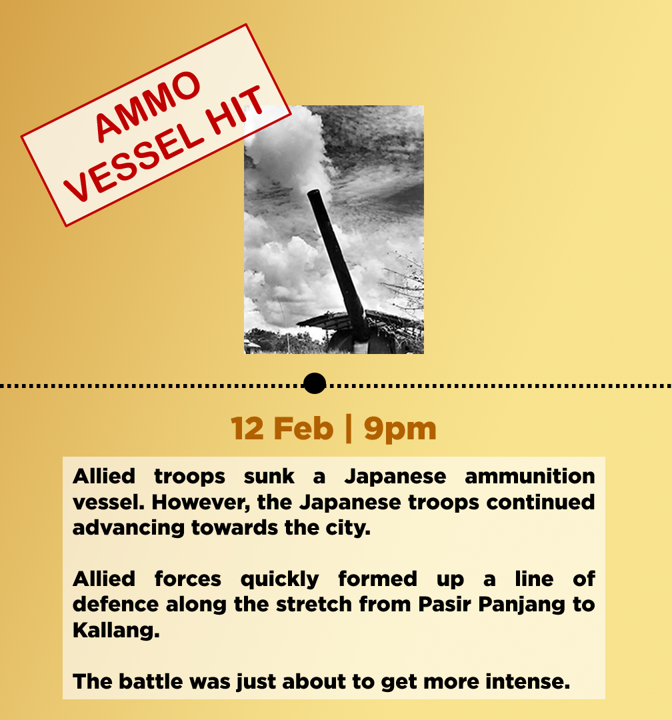 AMMO
VESSEL HIT
12 Feb | 9pm
Allied troops sunk a Japanese ammunition
vessel. However, the Japanese troops continued
advancing towards the city.
Allied forces quickly formed up a line of
defence along the stretch from Pasir Panjang to
Kallang.
The battle was just about to get more intense.